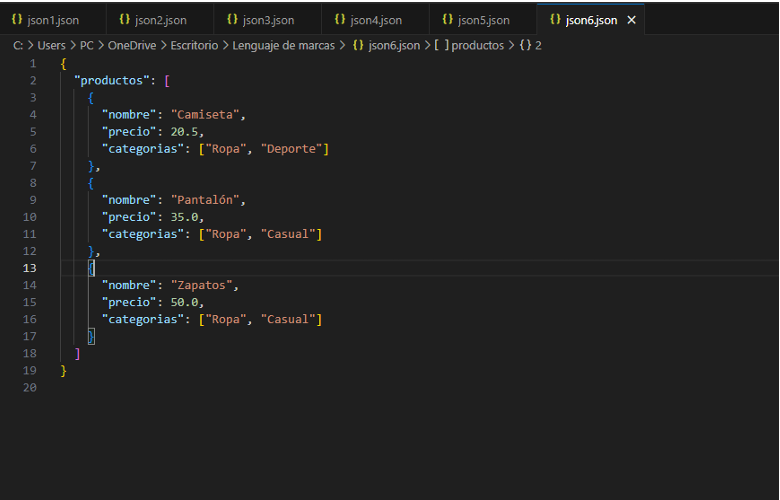 json1.json json2.json json3.json json4.json json5.json json6.json
C: > Users > PC > OneDrive > Escritorio > Lenguaje de marcas > {} json6.json > [ ] productos > {} 2
1 {
2 "productos": [
3 {
4 "nombre": "Camiseta",
5 "precio": 20.5,
6 "categorias": ["Ropa", "Deporte"]
7 },
8 {
9 "nombre": "Pantalón",
10 "precio": 35.0,
11 "categorias": ["Ropa", "Casual"]
12 },
13 {
14 "nombre": "Zapatos",
15 "precio": 50.0,
16 "categorias": ["Ropa", "Casual"]
17 }
18 ]
19 }
20